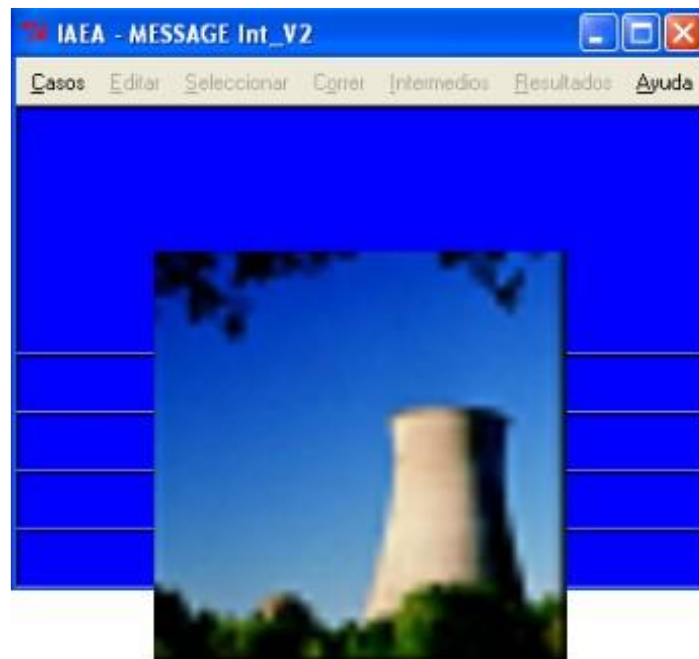 IAEA - MESSAGE Int_V2
Casos Editar Seleccionar Correr Intermedios Resultados Ayuda